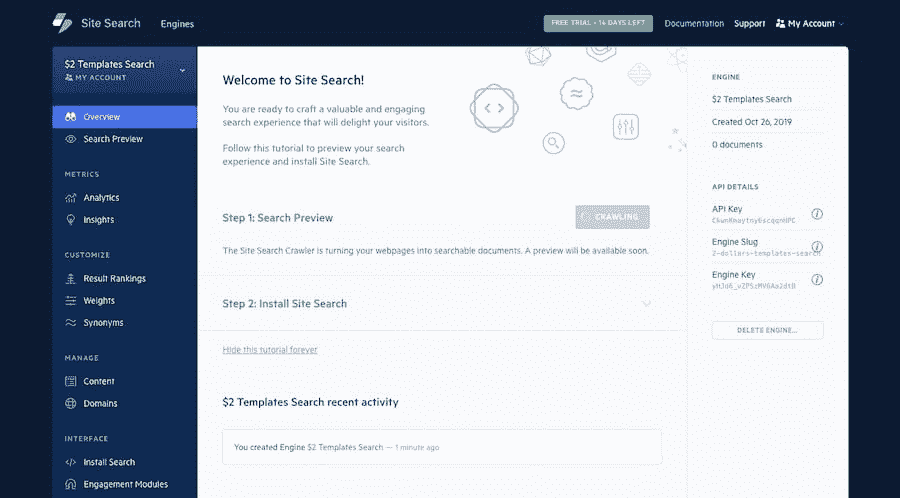 Site Search
Engines
FREE TRIAL • 14 DAYS LEFT
Documentation
Support
My Account
$2 Templates Search
MY ACCOUNT
Overview
Search Preview
METRICS
Analytics
Insights
CUSTOMIZE
Result Rankings
Weights
Synonyms
MANAGE
Content
Domains
INTERFACE
Install Search
Engagement Modules
Welcome to Site Search!
You are ready to craft a valuable and engaging
search experience that will delight your visitors.
Follow this tutorial to preview your search
experience and install Site Search.
Step 1: Search Preview
CRAWLING
The Site Search Crawler is turning your webpages into searchable documents. A preview will be available soon.
Step 2: Install Site Search
Hide this tutorial forever
$2 Templates Search recent activity
You created Engine $2 Templates Search — 1 minute ago
ENGINE
$2 Templates Search
Created Oct 26, 2019
0 documents
API DETAILS
API Key
Engine Slug
2-dollars-templates-search
Engine Key
DELETE ENGINE...